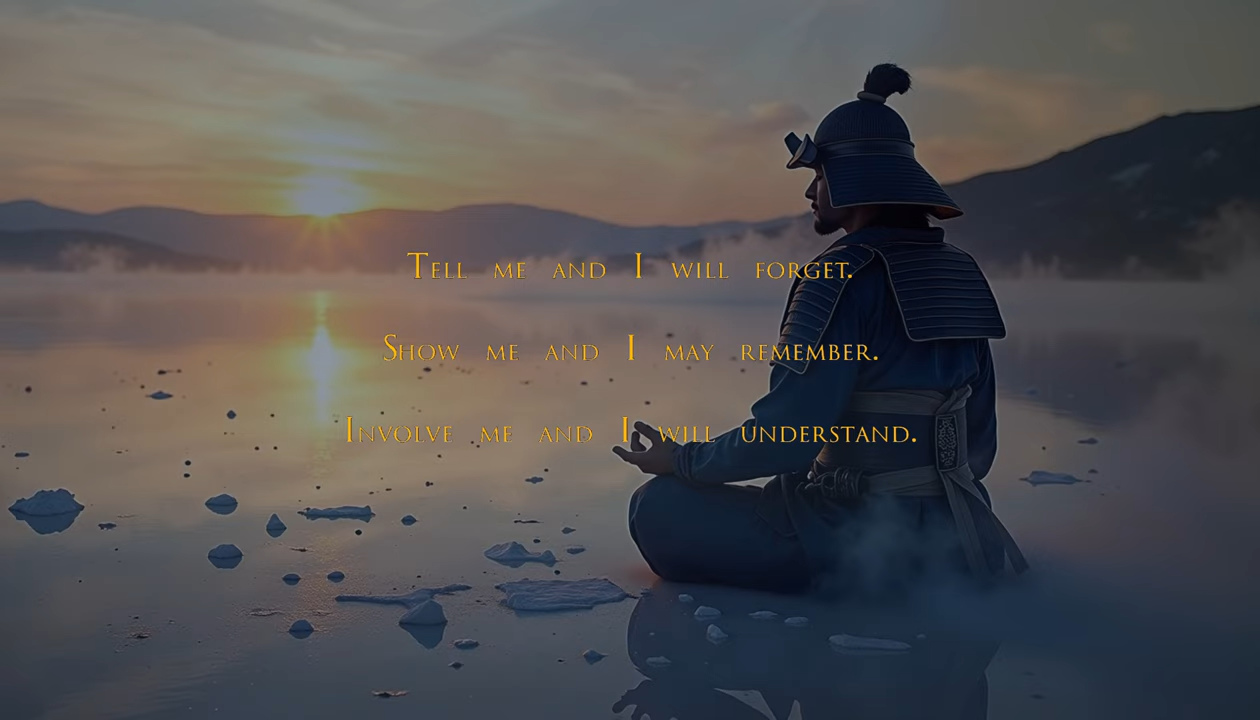 Tell me and I will forget.
Show me and I may remember.
Involve me and I will understand.